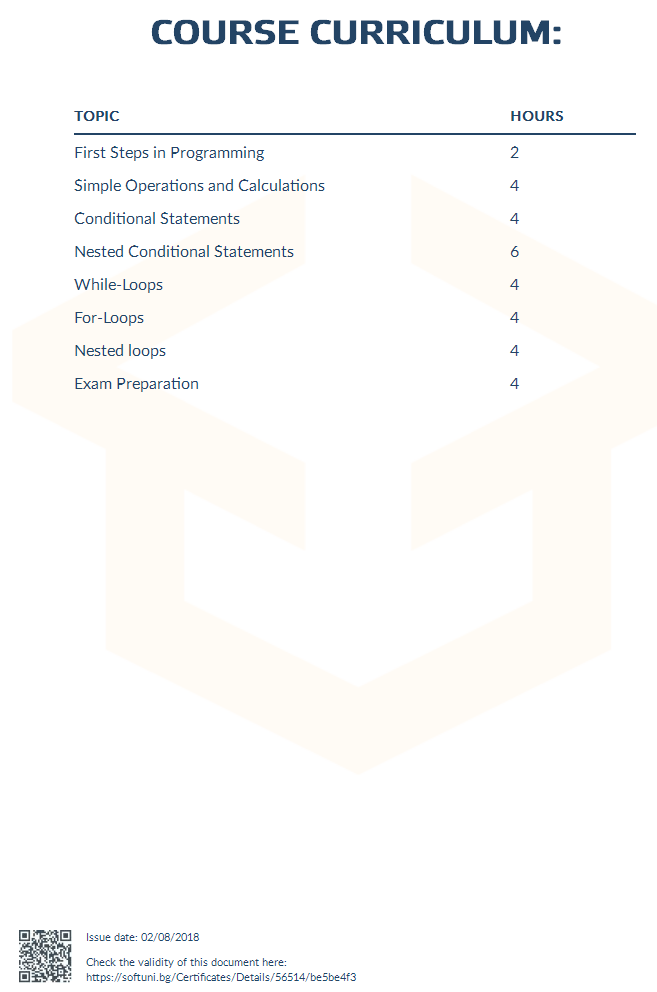 COURSE CURRICULUM:
TOPIC HOURS
First Steps in Programming 2
Simple Operations and Calculations 4
Conditional Statements 4
Nested Conditional Statements 6
While-Loops 4
For-Loops 4
Nested loops 4
Exam Preparation 4
Issue date: 02/08/2018
Check the validity of this document here:
https://softuni.bg/Certificates/Details/56514/be5be4f3